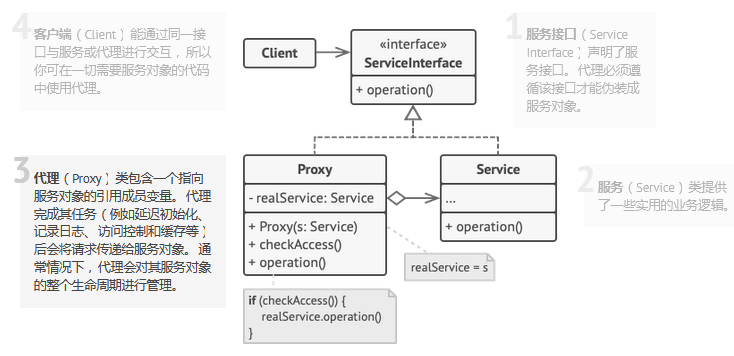 4 客户端（Client）能通过同一接
口与服务或代理进行交互，所以
你可在一切需要服务对象的代码
中使用代理。
Client
«interface»
ServiceInterface
+ operation()
1 服务接口（Service
Interface）声明了服
务接口。代理必须遵
循该接口才能伪装成
服务对象。
3 代理（Proxy）类包含一个指向
服务对象的引用成员变量。代理
完成其任务（例如延迟初始化、
记录日志、访问控制和缓存等）
后会将请求传递给服务对象。通
常情况下，代理会对其服务对象
的整个生命周期进行管理。
Proxy
- realService: Service
+ Proxy(s: Service)
+ checkAccess()
+ operation()
Service
...
+ operation()
2 服务（Service）类提供
了一些实用的业务逻辑。
realService = s
if (checkAccess()) {
realService.operation()
}